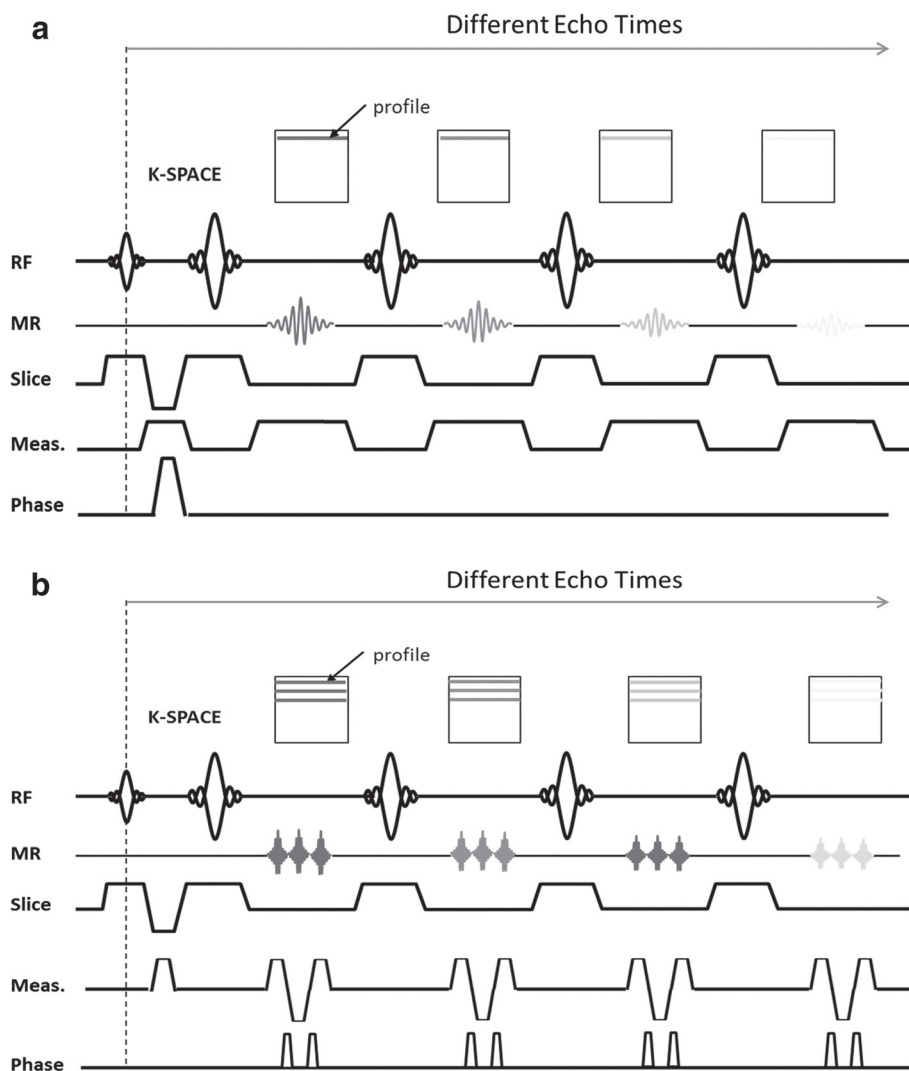 a
Different Echo Times
profile
K-SPACE
RF
MR
Slice
Meas.
Phase
b
Different Echo Times
profile
K-SPACE
RF
MR
Slice
Meas.
Phase